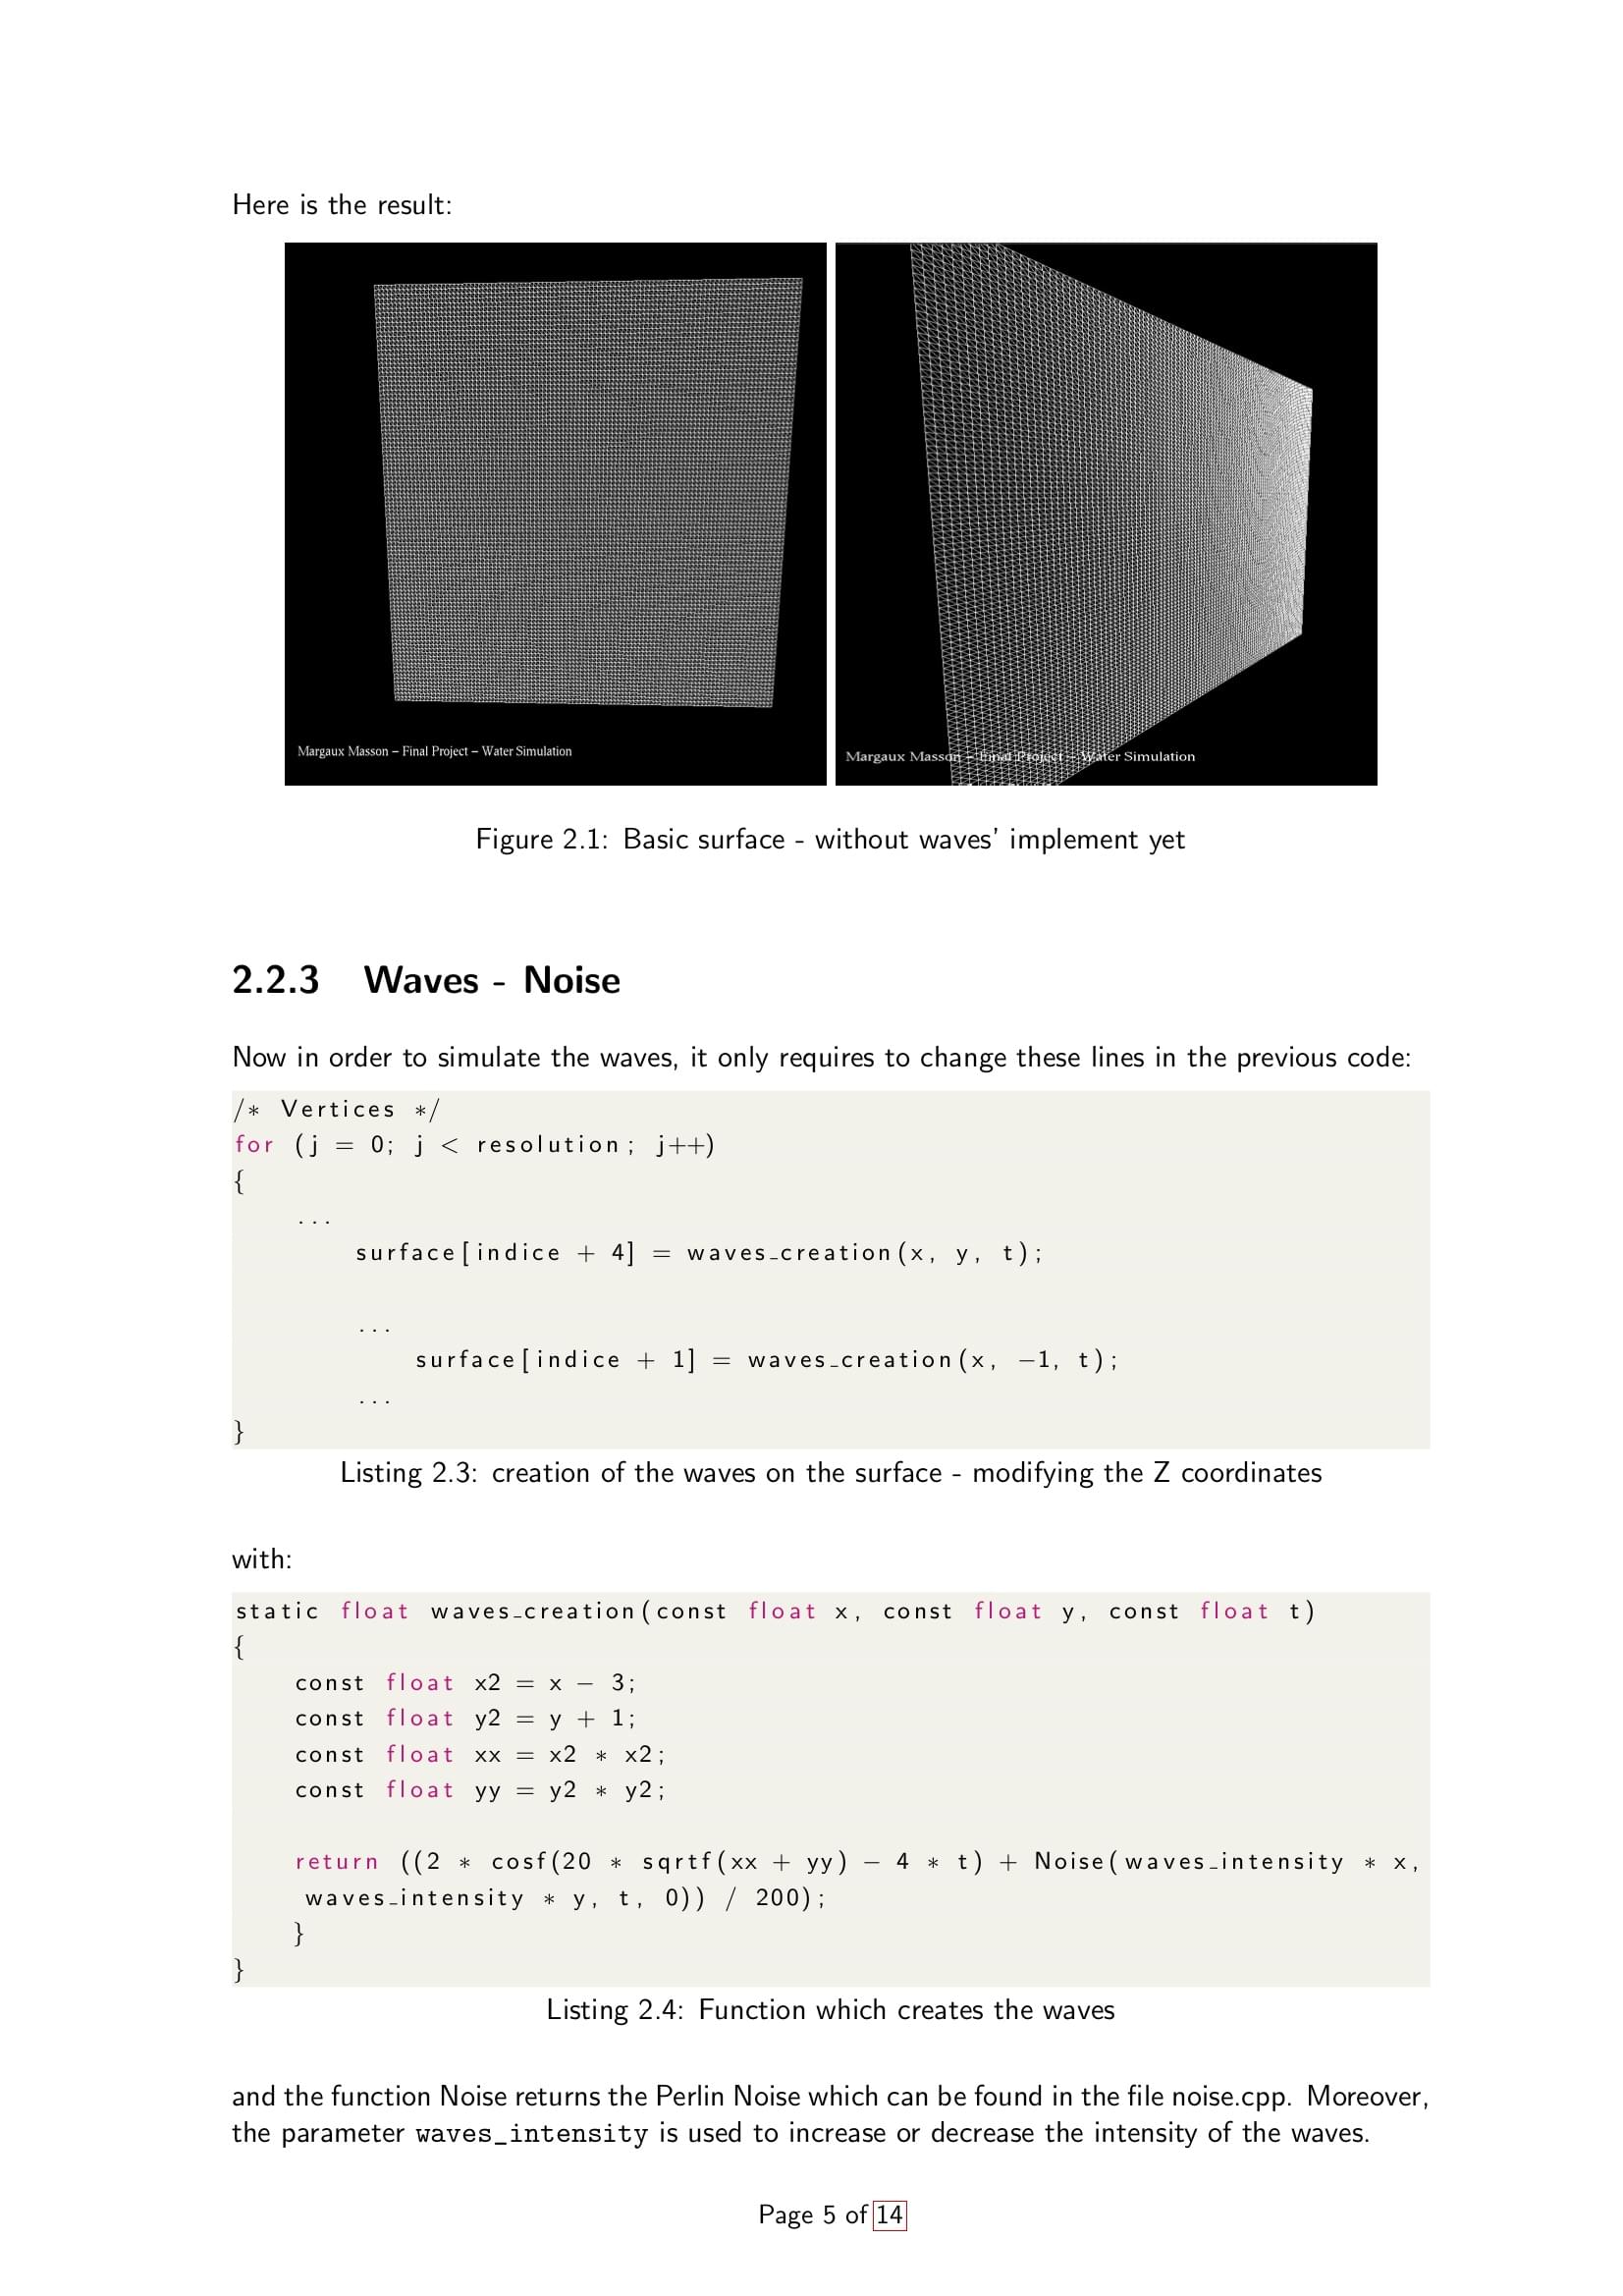 Here is the result:
Margaux Masson – Final Project – Water Simulation
Margaux Masson – Final Project – Water Simulation
Figure 2.1: Basic surface - without waves' implement yet
2.2.3 Waves - Noise
Now in order to simulate the waves, it only requires to change these lines in the previous code:
/* Vertices */
for (j = 0; j < resolution; j++)
{
...
surface[indice + 4] = waves_creation(x, y, t);
...
surface[indice + 1] = waves_creation(x, −1, t);
...
}
Listing 2.3: creation of the waves on the surface - modifying the Z coordinates
with:
static float waves_creation(const float x, const float y, const float t)
{
const float x2 = x − 3;
const float y2 = y + 1;
const float xx = x2 * x2;
const float yy = y2 * y2;
return ((2 * cosf(20 * sqrtf(xx + yy) − 4 * t) + Noise(waves_intensity * x,
waves_intensity * y, t, 0)) / 200);
}
}
Listing 2.4: Function which creates the waves
and the function Noise returns the Perlin Noise which can be found in the file noise.cpp. Moreover,
the parameter waves_intensity is used to increase or decrease the intensity of the waves.
Page 5 of 14